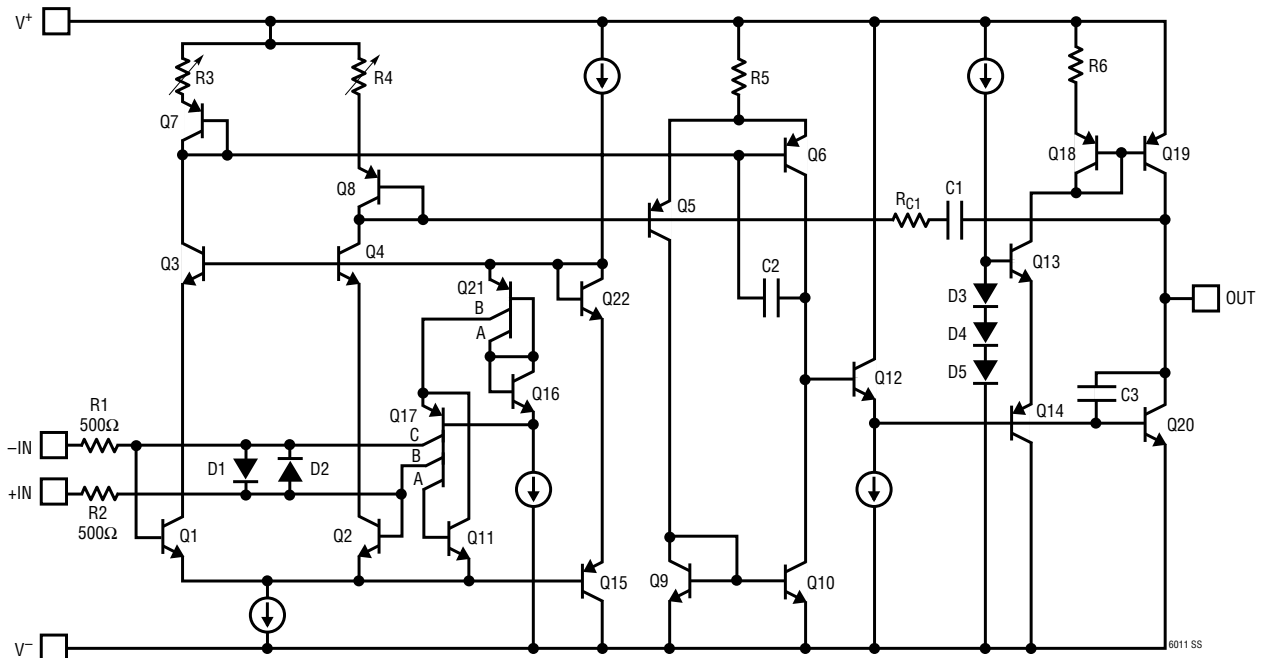 V+
R3
R4
R5
R6
Q7
Q6
Q18
Q19
Q8
Q5
RC1
C1
Q3
Q4
Q13
Q21
Q22
C2
B
D3
OUT
A
D4
D5
Q12
Q16
C3
R1
500Ω
Q17
Q14
Q20
–IN
C
D1
D2
B
A
+IN
R2
500Ω
Q1
Q2
Q11
Q15
Q9
Q10
V–
6011 SS